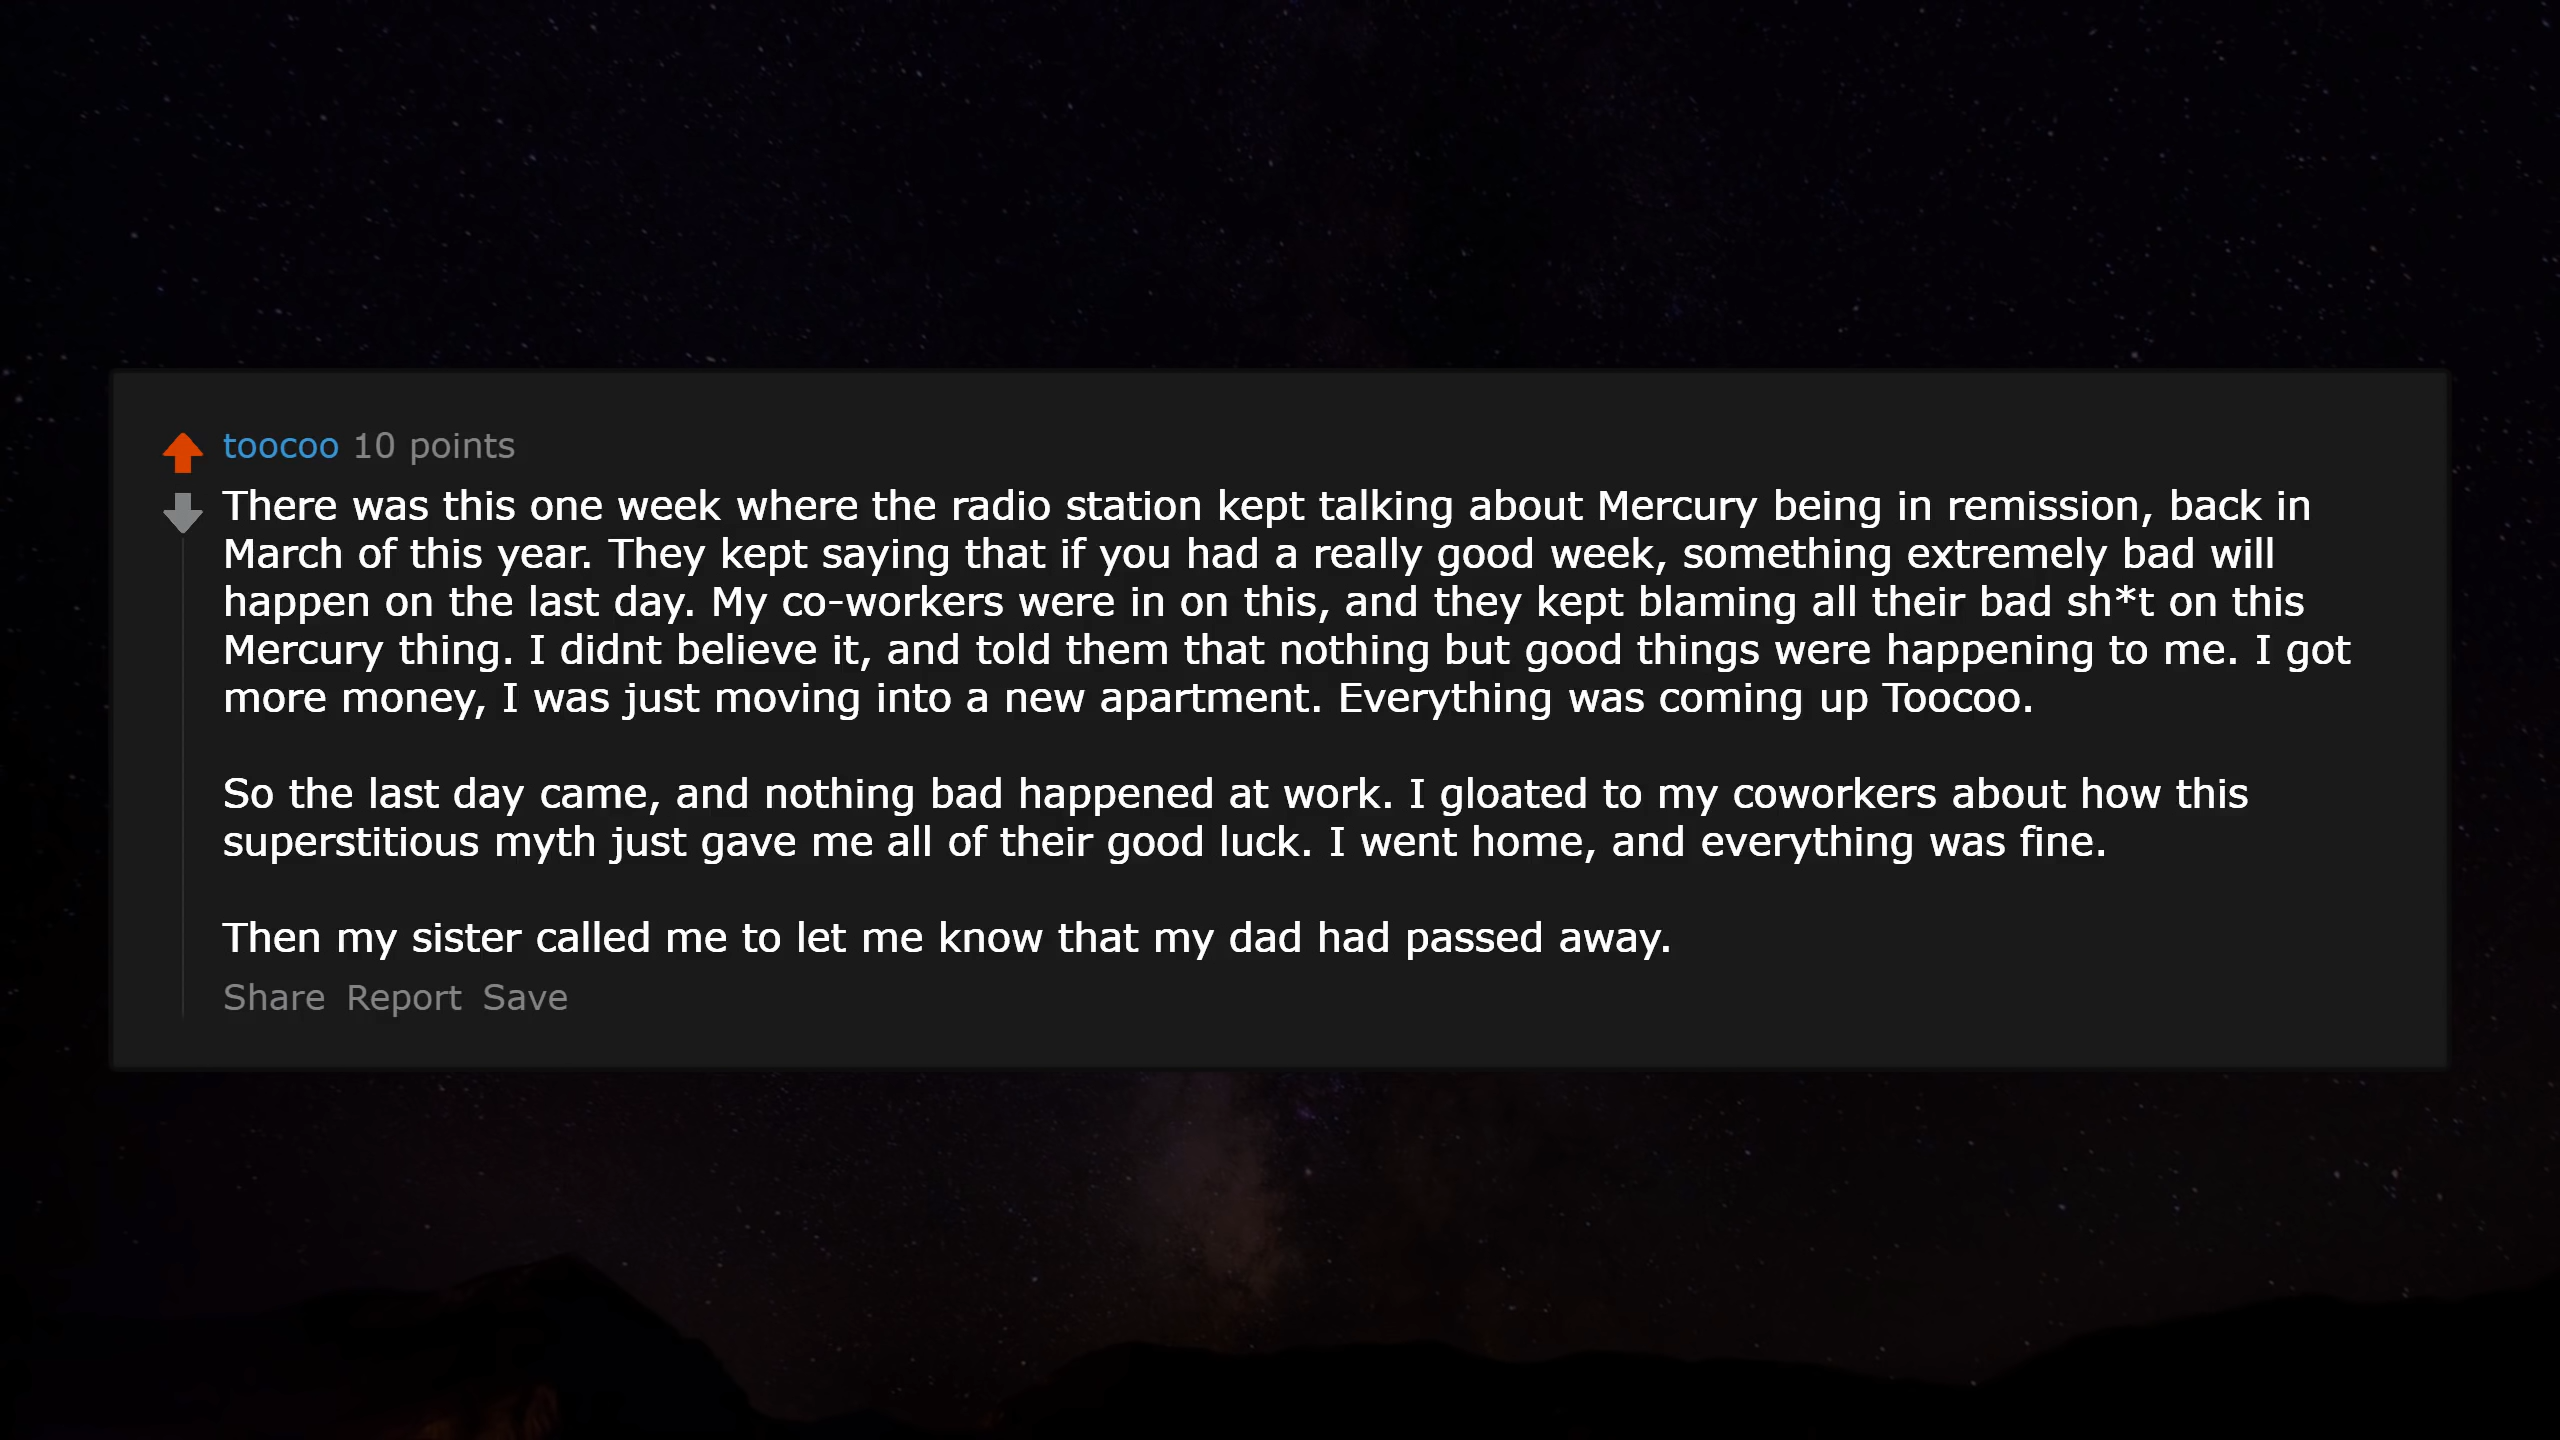 toocoo 10 points
There was this one week where the radio station kept talking about Mercury being in remission, back in
March of this year. They kept saying that if you had a really good week, something extremely bad will
happen on the last day. My co-workers were in on this, and they kept blaming all their bad sh*t on this
Mercury thing. I didnt believe it, and told them that nothing but good things were happening to me. I got
more money, I was just moving into a new apartment. Everything was coming up Toocoo.
So the last day came, and nothing bad happened at work. I gloated to my coworkers about how this
superstitious myth just gave me all of their good luck. I went home, and everything was fine.
Then my sister called me to let me know that my dad had passed away.
Share Report Save